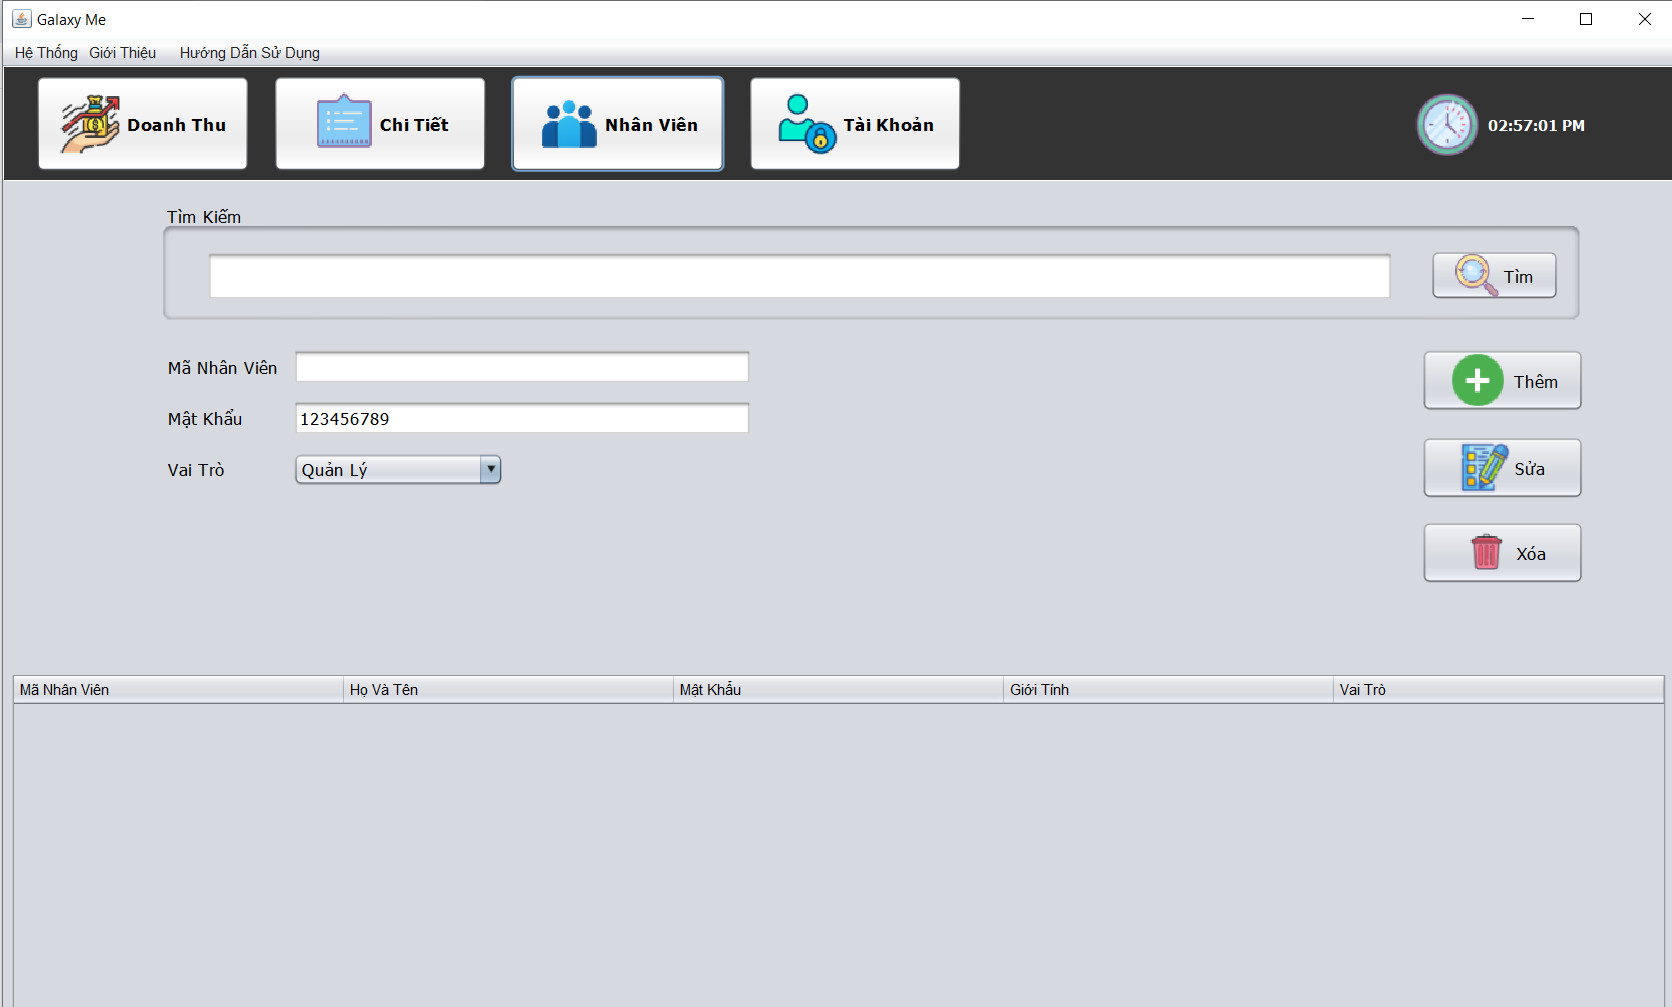 Galaxy Me
Hệ Thống Giới Thiệu Hướng Dẫn Sử Dụng
Doanh Thu Chi Tiết Nhân Viên Tài Khoản 02:57:01 PM
Tìm Kiếm
Tìm
Mã Nhân Viên
Thêm
Mật Khẩu 123456789
Vai Trò Quản Lý
Sửa
Xóa
Mã Nhân Viên Họ Và Tên Mật Khẩu Giới Tính Vai Trò